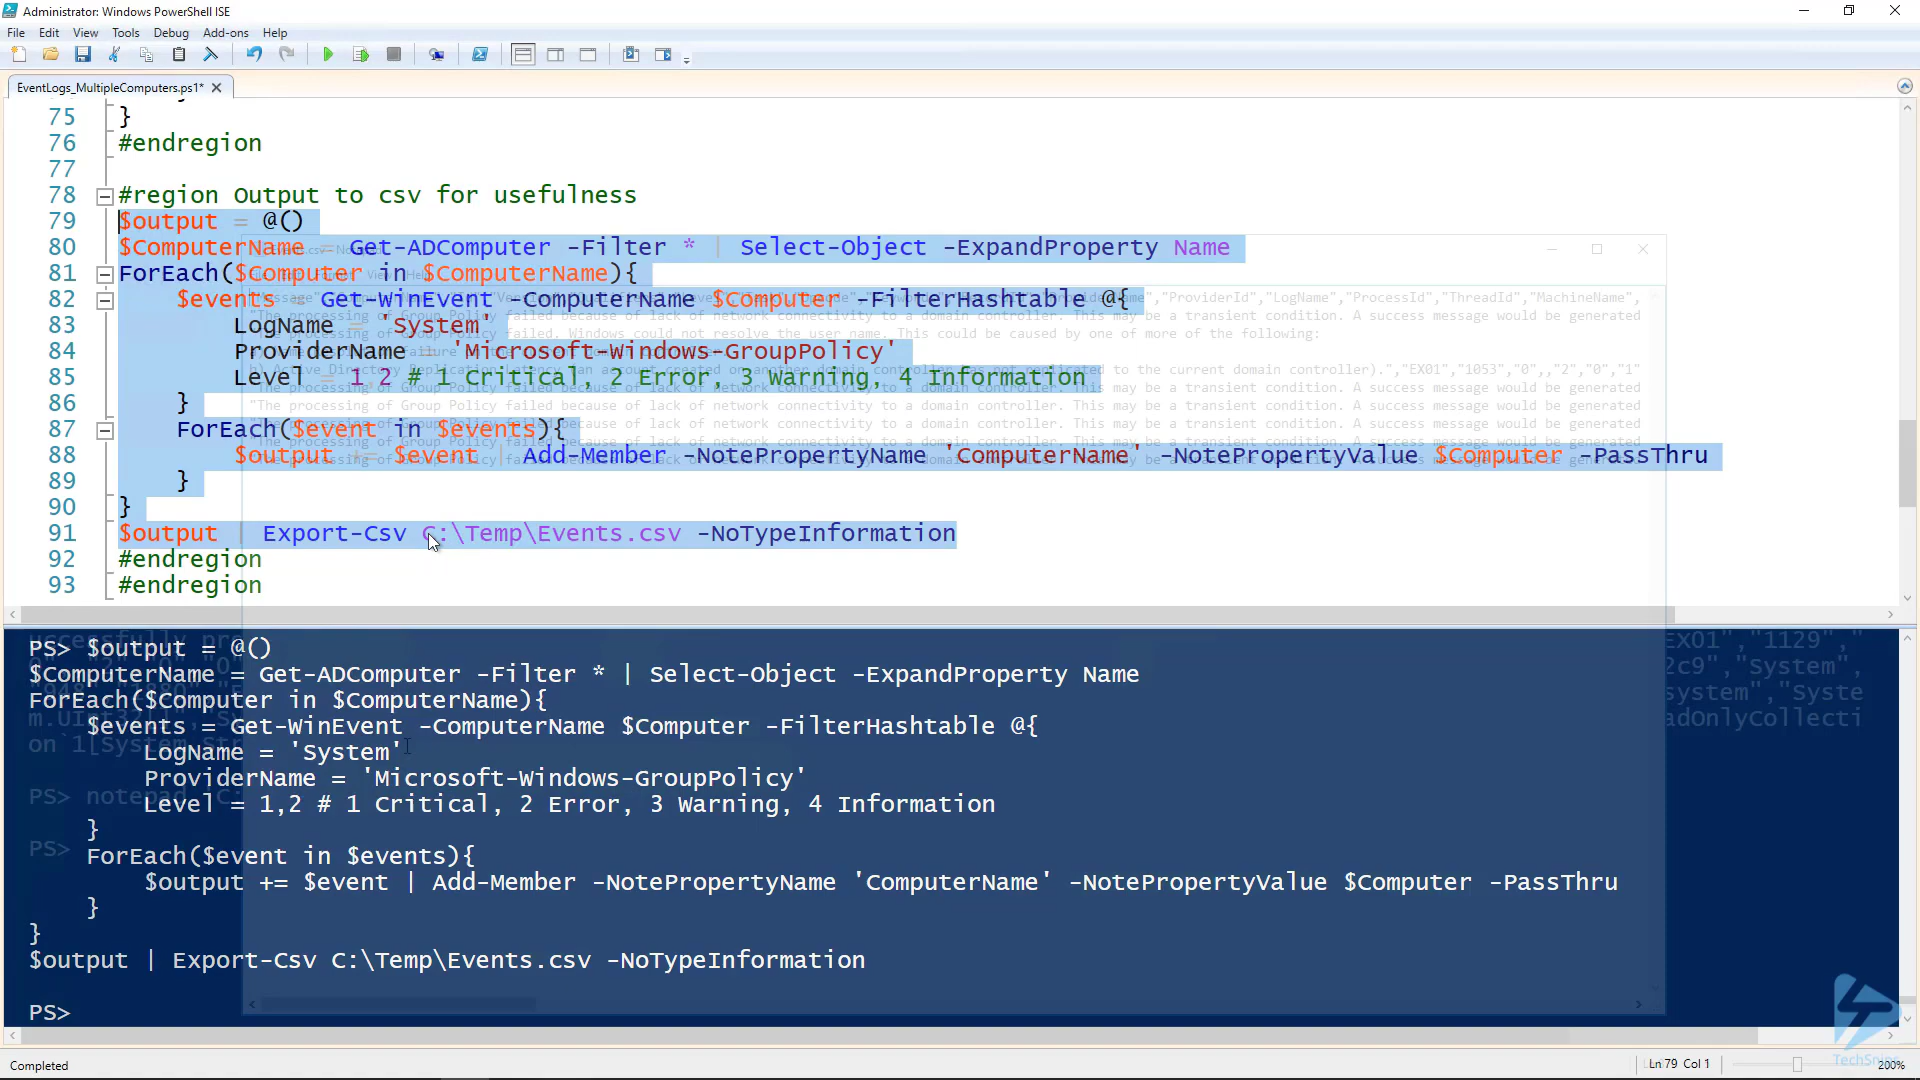 Administrator: Windows PowerShell ISE
File Edit View Tools Debug Add-ons Help
EventLogs_MultipleComputers.ps1* 
75 }
76 #endregion
77
78 #region Output to csv for usefulness
79 $output = @()
80 $ComputerName = Get-ADComputer -Filter * | Select-Object -ExpandProperty Name
81 ForEach($Computer in $ComputerName){
82 $events = Get-WinEvent -ComputerName $Computer -FilterHashtable @{
83 LogName = 'System'
84 ProviderName = 'Microsoft-Windows-GroupPolicy'
85 Level = 1,2 # 1 Critical, 2 Error, 3 Warning, 4 Information
86 }
87 ForEach($event in $events){
88 $output += $event | Add-Member -NotePropertyName 'ComputerName' -NotePropertyValue $Computer -PassThru
89 }
90 }
91 $output | Export-Csv C:\Temp\Events.csv -NoTypeInformation
92 #endregion
93 #endregion
PS> $output = @()
$ComputerName = Get-ADComputer -Filter * | Select-Object -ExpandProperty Name
ForEach($Computer in $ComputerName){
$events = Get-WinEvent -ComputerName $Computer -FilterHashtable @{
LogName = 'System'
ProviderName = 'Microsoft-Windows-GroupPolicy'
Level = 1,2 # 1 Critical, 2 Error, 3 Warning, 4 Information
}
ForEach($event in $events){
$output += $event | Add-Member -NotePropertyName 'ComputerName' -NotePropertyValue $Computer -PassThru
}
}
$output | Export-Csv C:\Temp\Events.csv -NoTypeInformation
PS>
Completed
Ln 79 Col 1
200%
TechSnips